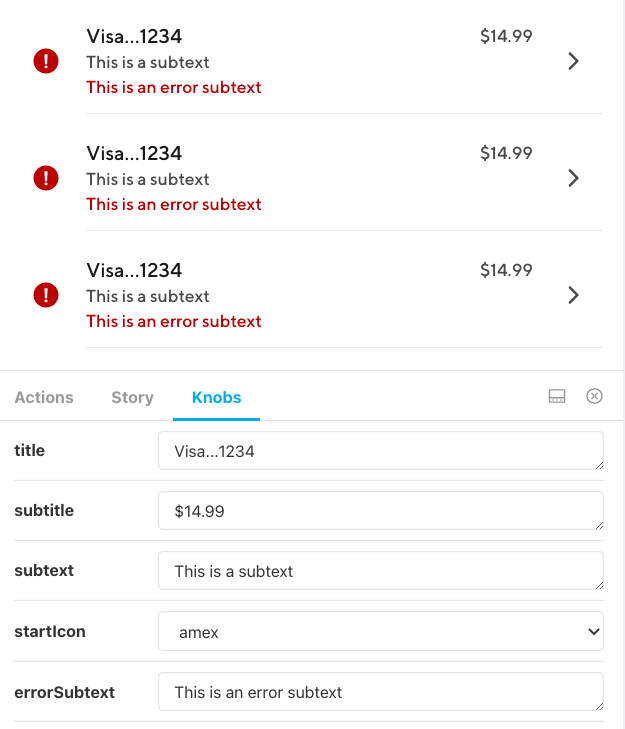 Visa...1234 $14.99
This is a subtext
This is an error subtext
Visa...1234 $14.99
This is a subtext
This is an error subtext
Visa...1234 $14.99
This is a subtext
This is an error subtext
Actions Story Knobs
title Visa...1234
subtitle $14.99
subtext This is a subtext
startIcon amex
errorSubtext This is an error subtext